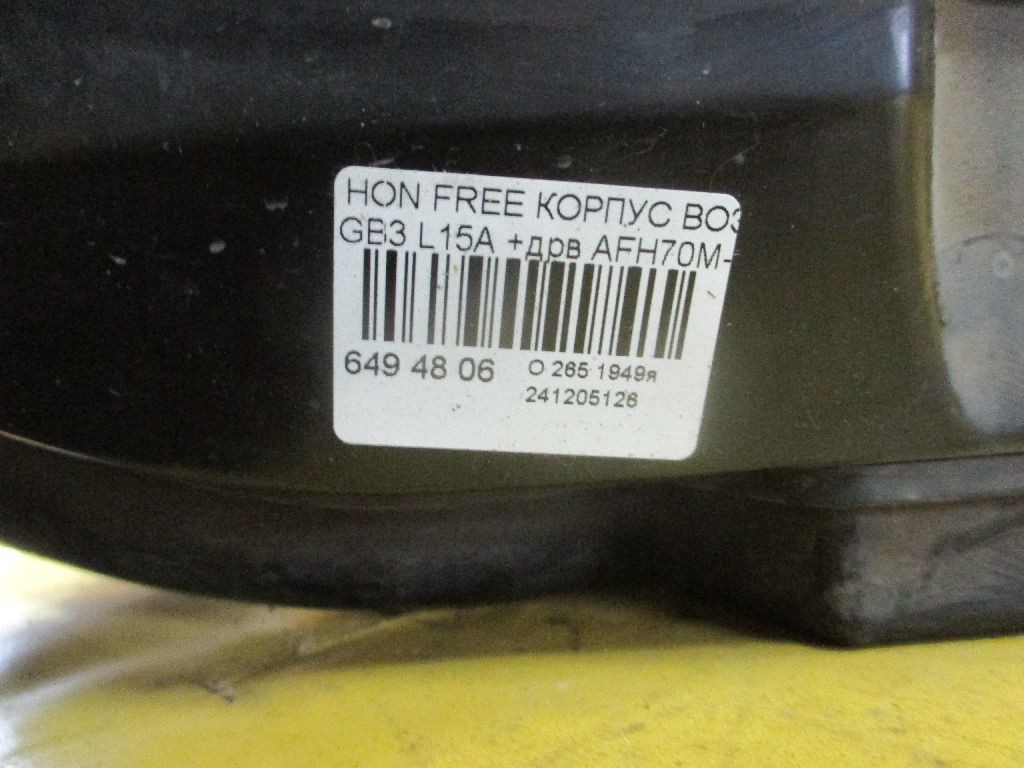 HON FREE КОРПУС ВОЗ
GB3 L15A +дрв AFH70M-
649 48 06 О 265 1949я
241205126